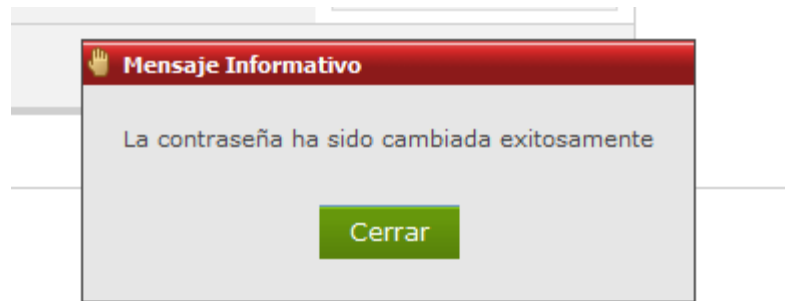 Mensaje Informativo
La contraseña ha sido cambiada exitosamente
Cerrar